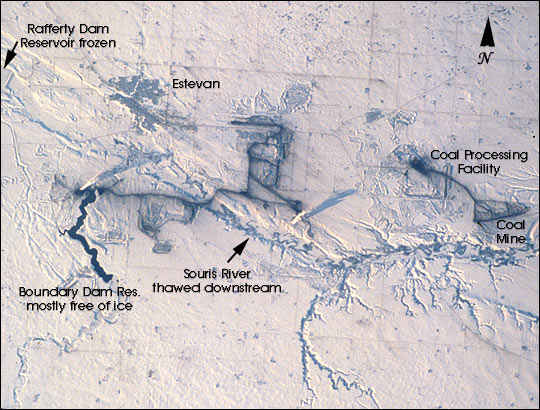 Rafferty Dam
Reservoir frozen
N
Estevan
Coal Processing
Facility
Coal
Mine
Souris River
thawed downstream
Boundary Dam Res.
mostly free of ice